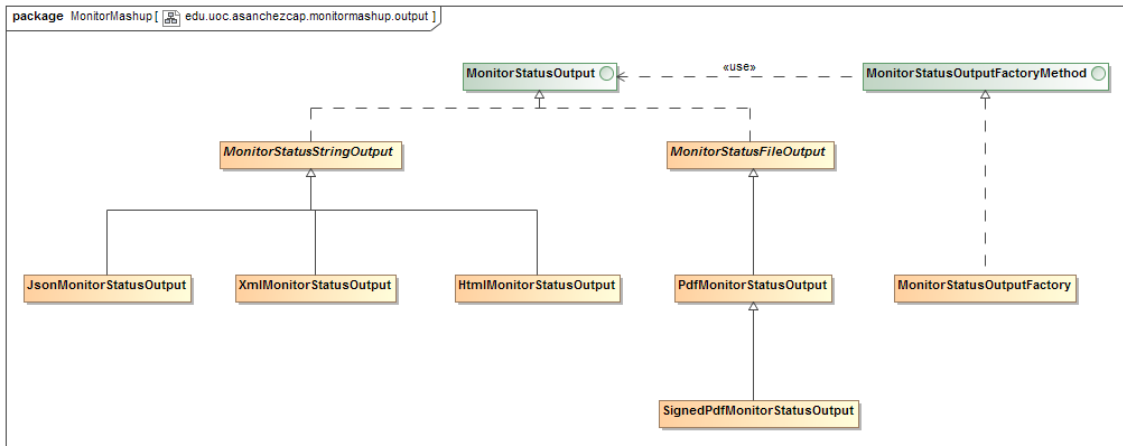 package MonitorMashup [ edu.uoc.asanchezcap.monitormashup.output ]
«use»
MonitorStatusOutput
MonitorStatusOutputFactoryMethod
MonitorStatusStringOutput
MonitorStatusFileOutput
JsonMonitorStatusOutput
XmlMonitorStatusOutput
HtmlMonitorStatusOutput
PdfMonitorStatusOutput
MonitorStatusOutputFactory
SignedPdfMonitorStatusOutput